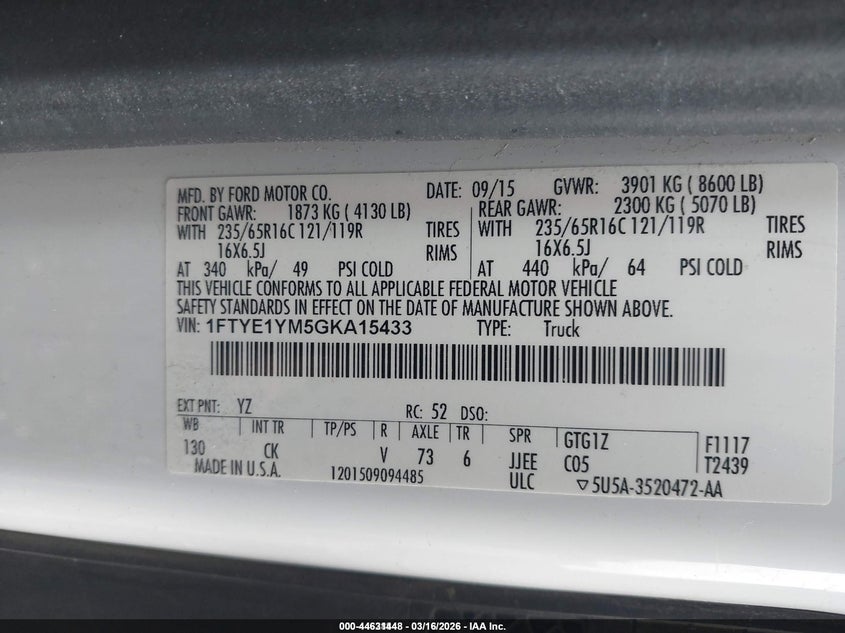 MFD. BY FORD MOTOR CO. DATE: 09/15 GVWR: 3901 KG ( 8600 LB)
FRONT GAWR: 1873 KG ( 4130 LB) REAR GAWR: 2300 KG ( 5070 LB)
WITH 235/65R16C 121/119R TIRES WITH 235/65R16C 121/119R TIRES
16X6.5J RIMS 16X6.5J RIMS
AT 340 kPa/ 49 PSI COLD AT 440 kPa/ 64 PSI COLD
THIS VEHICLE CONFORMS TO ALL APPLICABLE FEDERAL MOTOR VEHICLE
SAFETY STANDARDS IN EFFECT ON THE DATE OF MANUFACTURE SHOWN ABOVE.
VIN: 1FTYE1YM5GKA15433 TYPE: Truck
EXT PNT: YZ RC: 52 DSO:
WB INT TR TP/PS R AXLE TR SPR GTG1Z F1117
130 CK V 73 6 JJEE C05 T2439
MADE IN U.S.A. 1201509094485 ULC ▽5U5A-3520472-AA
03/16/2026 - IAA Inc.